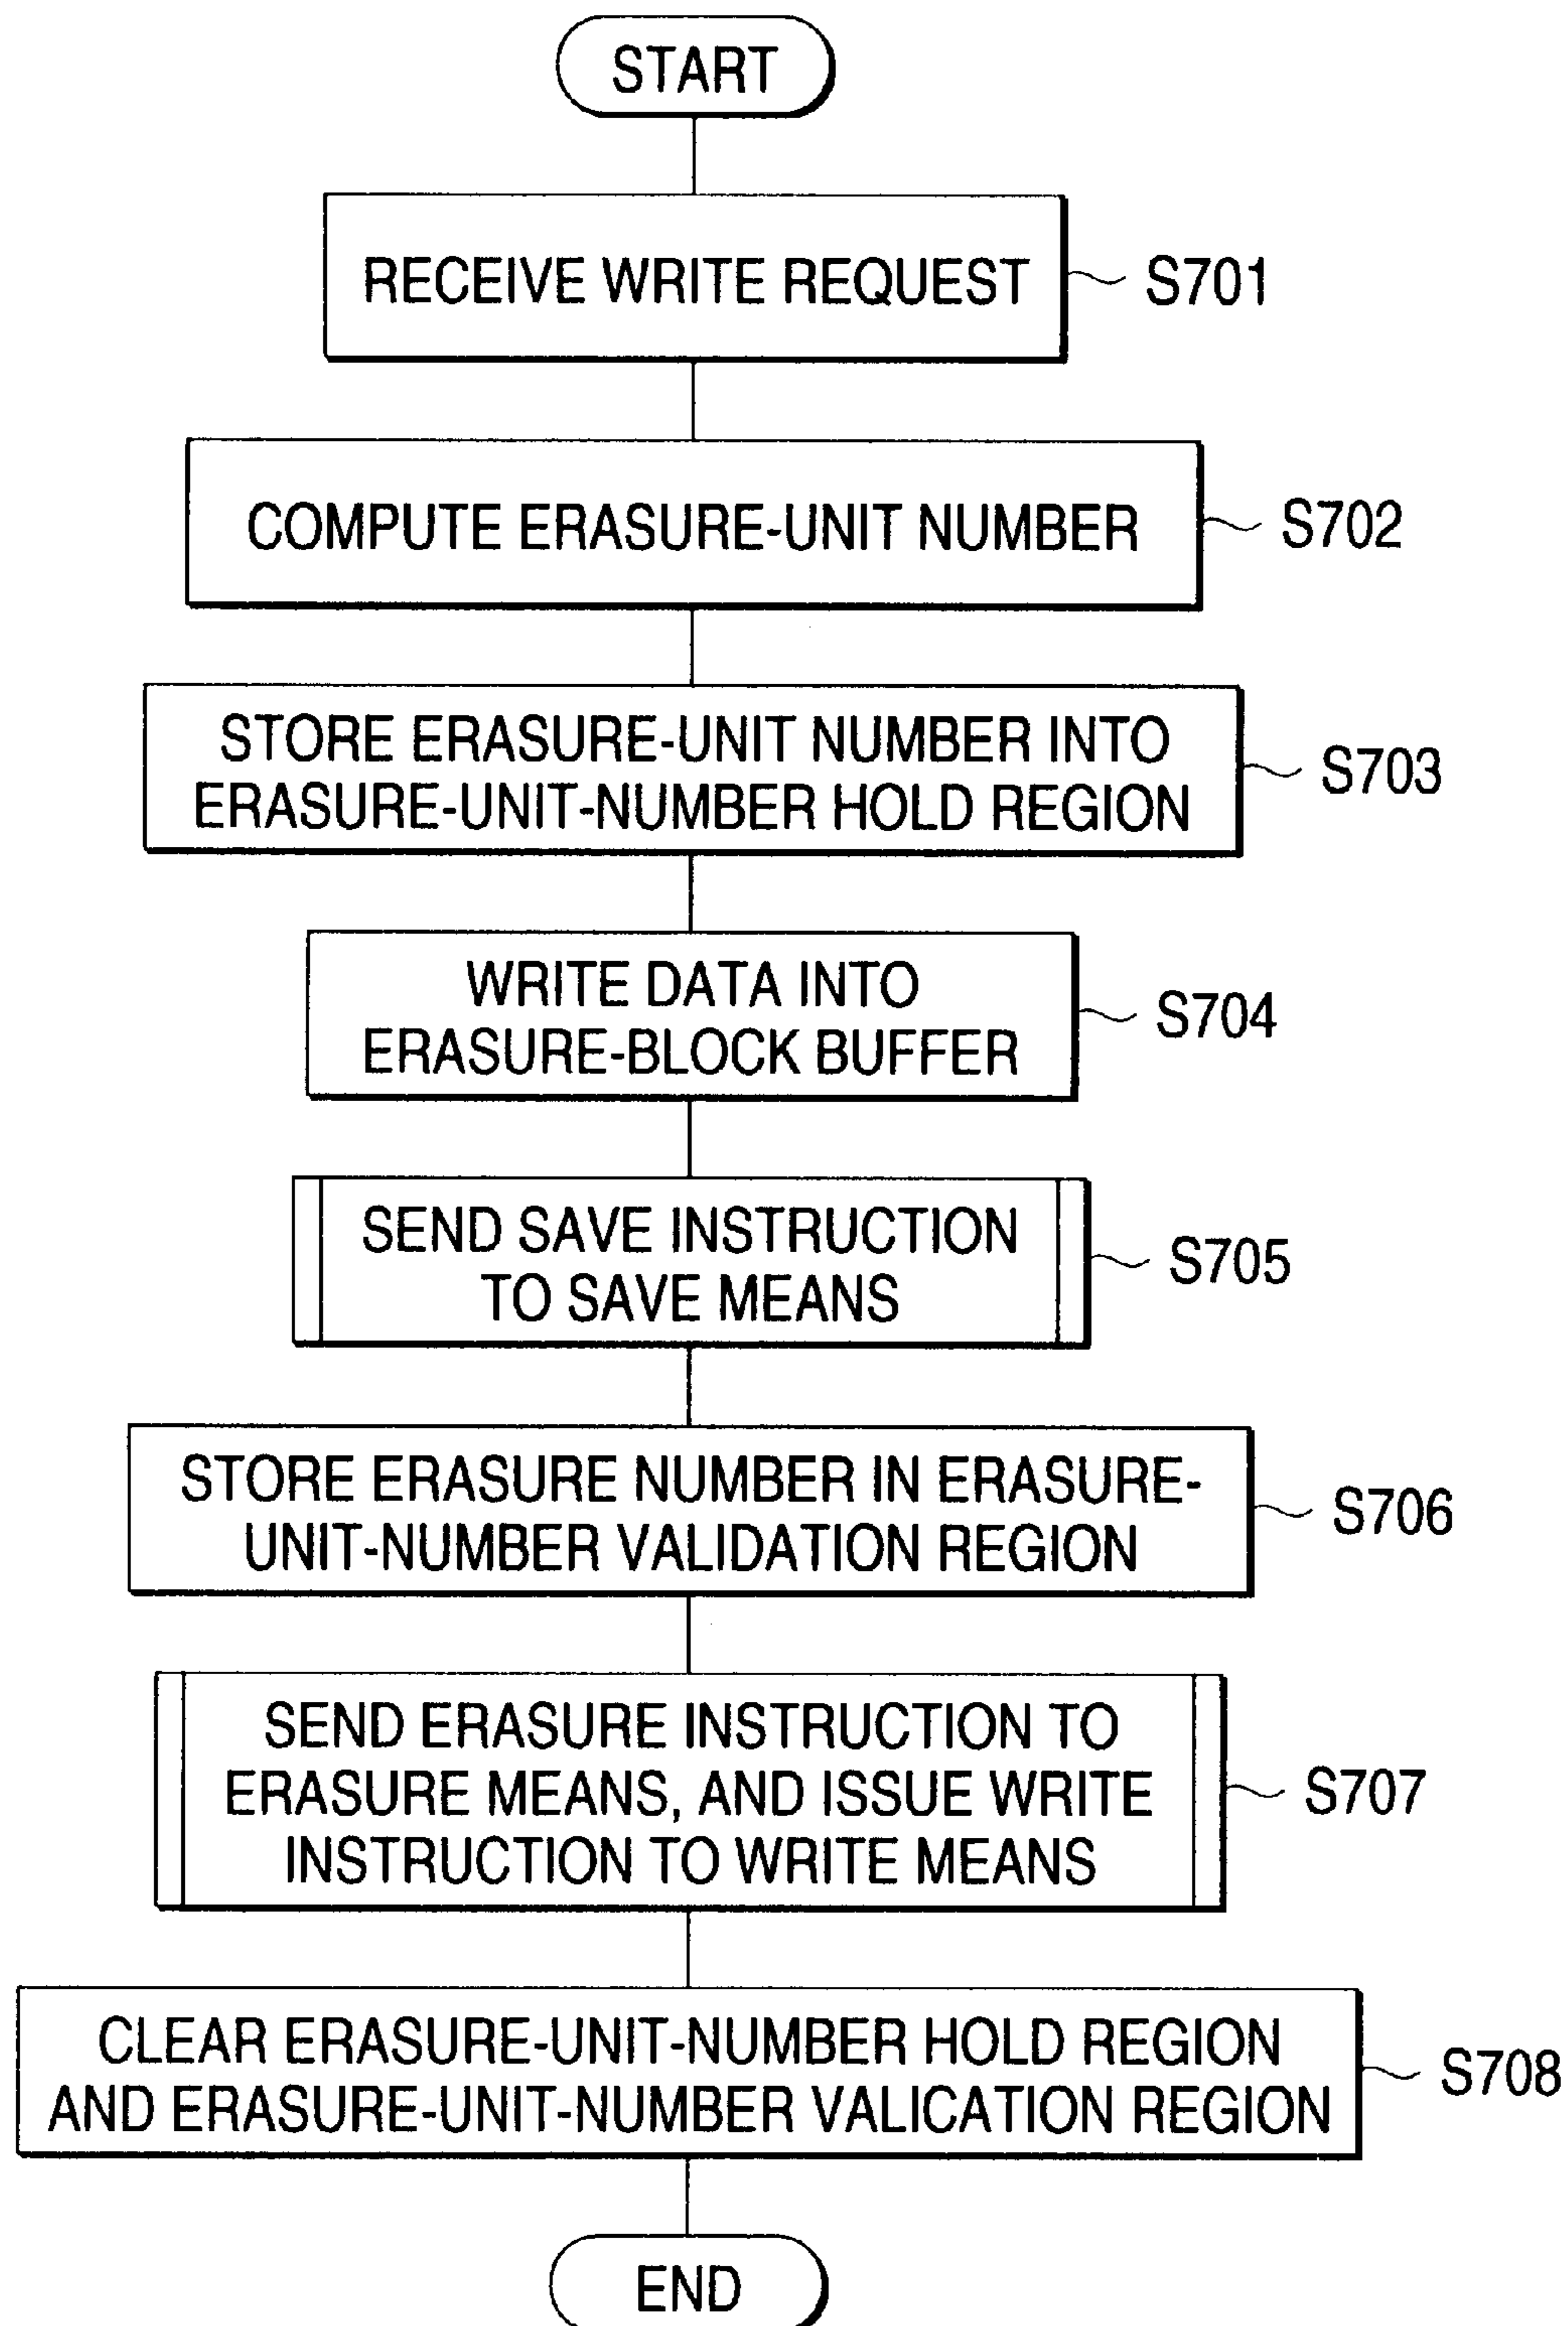 START
RECEIVE WRITE REQUEST
S701
COMPUTE ERASURE-UNIT NUMBER
S702
STORE ERASURE-UNIT NUMBER INTO
ERASURE-UNIT-NUMBER HOLD REGION
S703
WRITE DATA INTO
ERASURE-BLOCK BUFFER
S704
SEND SAVE INSTRUCTION
TO SAVE MEANS
S705
STORE ERASURE NUMBER IN ERASURE-
UNIT-NUMBER VALIDATION REGION
S706
SEND ERASURE INSTRUCTION TO
ERASURE MEANS, AND ISSUE WRITE
INSTRUCTION TO WRITE MEANS
S707
CLEAR ERASURE-UNIT-NUMBER HOLD REGION
AND ERASURE-UNIT-NUMBER VALICATION REGION
S708
END